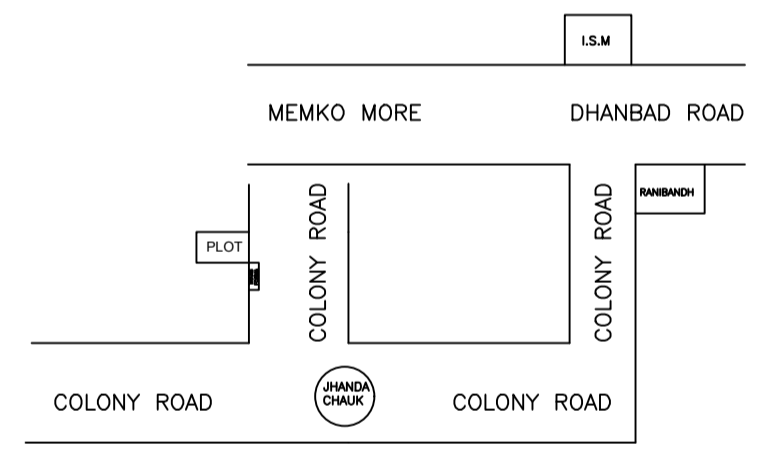 I.S.M
MEMKO MORE
DHANBAD ROAD
COLONY ROAD
COLONY ROAD
RANIBANDH
PLOT
JHANDA
CHAUK
COLONY ROAD
COLONY ROAD